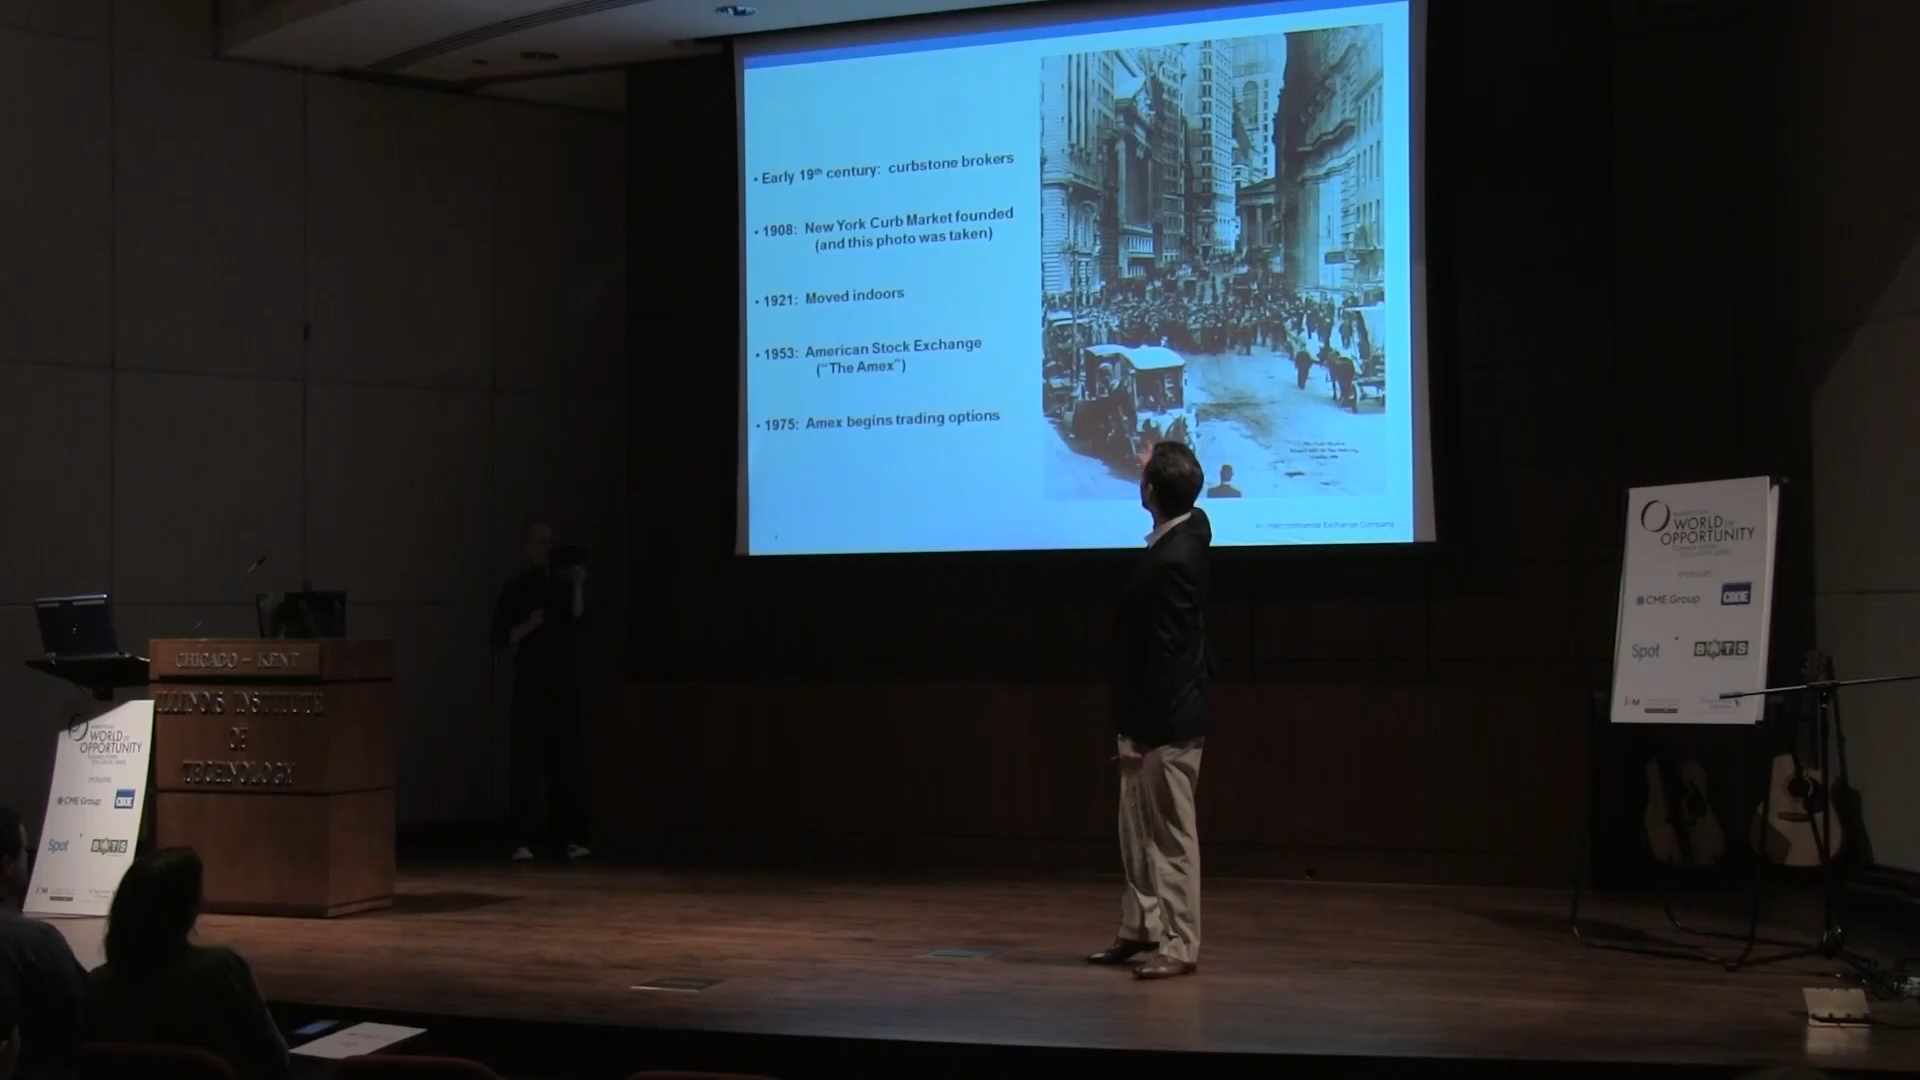 • Early 19th century: curbstone brokers
• 1908: New York Curb Market founded
(and this photo was taken)
• 1921: Moved indoors
• 1953: American Stock Exchange
("The Amex")
• 1975: Amex begins trading options
An Intercontinental Exchange Company
WORLD OF
OPPORTUNITY
SPONSORS
CME Group
CBOE
Spot
BATS
CHICAGO - KENT
ILLINOIS INSTITUTE
OF
TECHNOLOGY
WORLD OF
OPPORTUNITY
SPONSORS
CME Group
CBOE
Spot
BATS